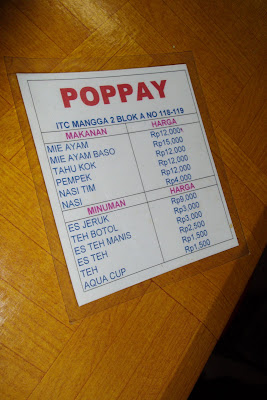 POPPAY
ITC MANGGA 2 BLOK A NO 118-119
MAKANAN HARGA
MIE AYAM Rp12,000
MIE AYAM BASO Rp15,000
TAHU KOK Rp12,000
PEMPEK Rp12,000
NASI TIM Rp12,000
NASI Rp4,000
MINUMAN HARGA
ES JERUK Rp9,000
TEH BOTOL Rp3,000
ES TEH MANIS Rp3,000
ES TEH Rp2,500
TEH Rp1,500
AQUA CUP Rp1,500